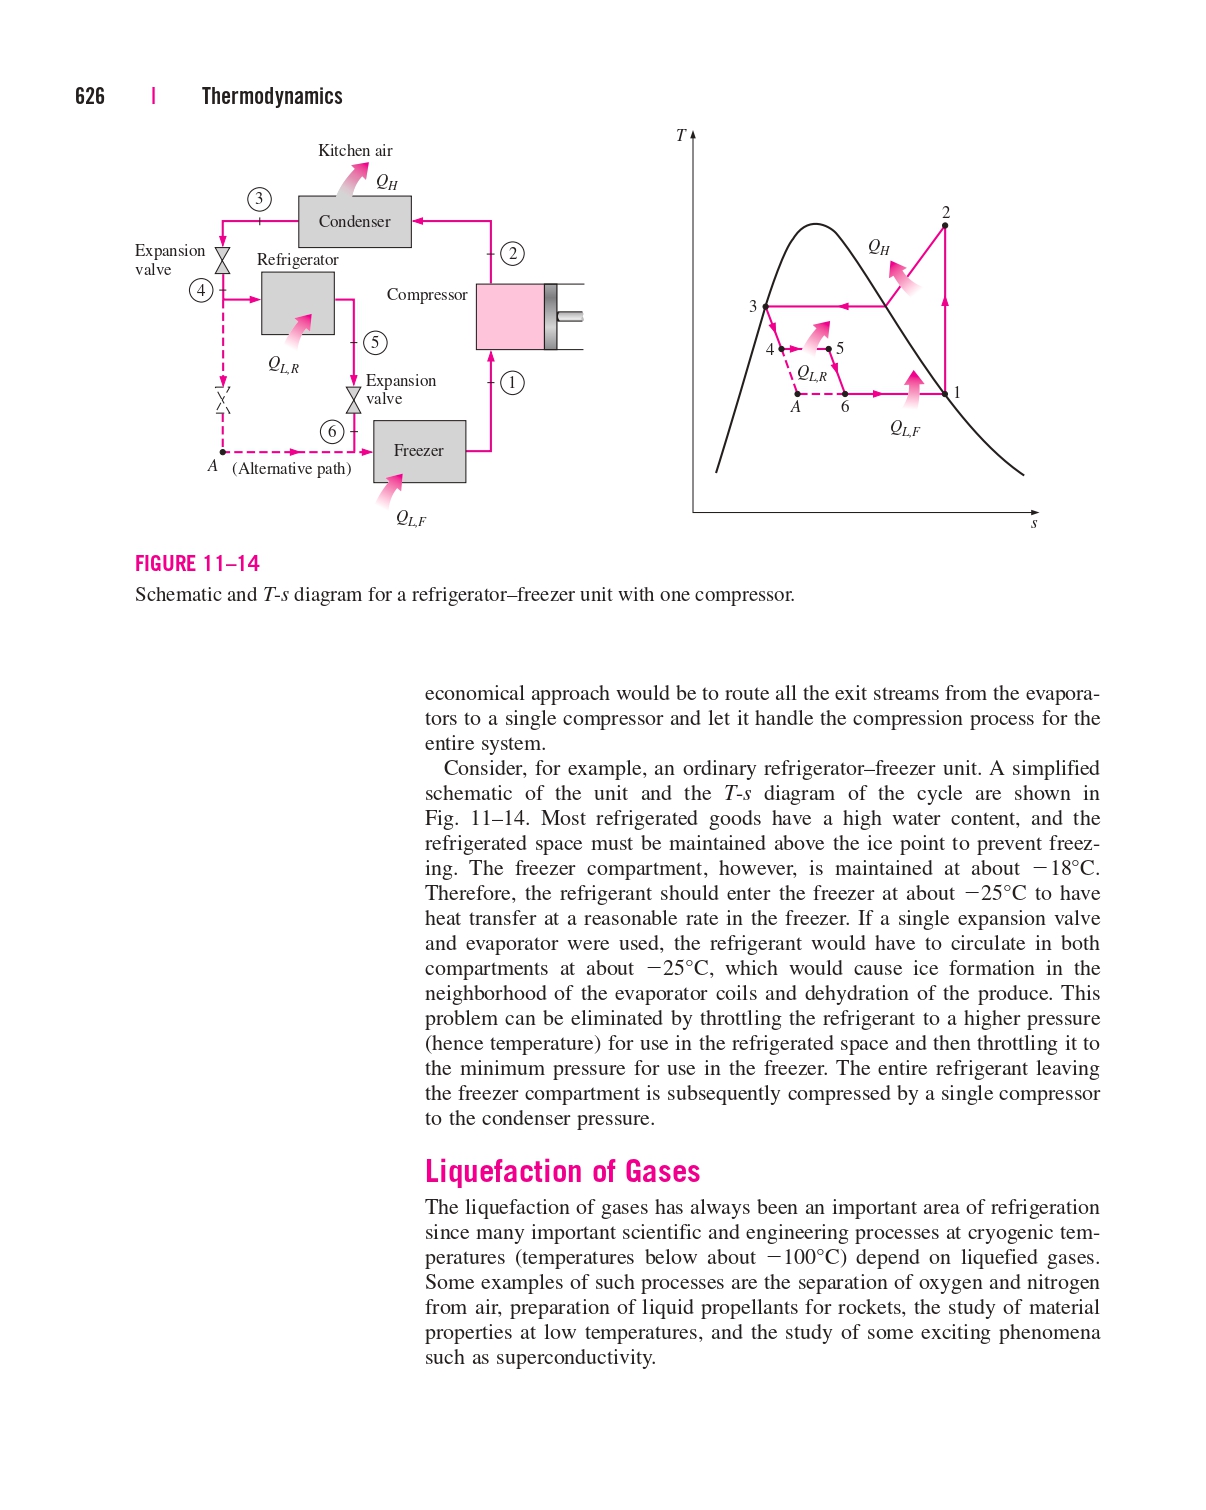 626 | Thermodynamics
Kitchen air
QH
3
Condenser
Expansion
valve
Refrigerator
2
4
Compressor
5
QL,R
Expansion
valve
1
6
Freezer
A (Alternative path)
QL,F
T
2
QH
3
4
5
QL,R
1
A
6
QL,F
s
FIGURE 11–14
Schematic and T-s diagram for a refrigerator–freezer unit with one compressor.
economical approach would be to route all the exit streams from the evapora-
tors to a single compressor and let it handle the compression process for the
entire system.
Consider, for example, an ordinary refrigerator–freezer unit. A simplified
schematic of the unit and the T-s diagram of the cycle are shown in
Fig. 11–14. Most refrigerated goods have a high water content, and the
refrigerated space must be maintained above the ice point to prevent freez-
ing. The freezer compartment, however, is maintained at about −18°C.
Therefore, the refrigerant should enter the freezer at about −25°C to have
heat transfer at a reasonable rate in the freezer. If a single expansion valve
and evaporator were used, the refrigerant would have to circulate in both
compartments at about −25°C, which would cause ice formation in the
neighborhood of the evaporator coils and dehydration of the produce. This
problem can be eliminated by throttling the refrigerant to a higher pressure
(hence temperature) for use in the refrigerated space and then throttling it to
the minimum pressure for use in the freezer. The entire refrigerant leaving
the freezer compartment is subsequently compressed by a single compressor
to the condenser pressure.
Liquefaction of Gases
The liquefaction of gases has always been an important area of refrigeration
since many important scientific and engineering processes at cryogenic tem-
peratures (temperatures below about −100°C) depend on liquefied gases.
Some examples of such processes are the separation of oxygen and nitrogen
from air, preparation of liquid propellants for rockets, the study of material
properties at low temperatures, and the study of some exciting phenomena
such as superconductivity.